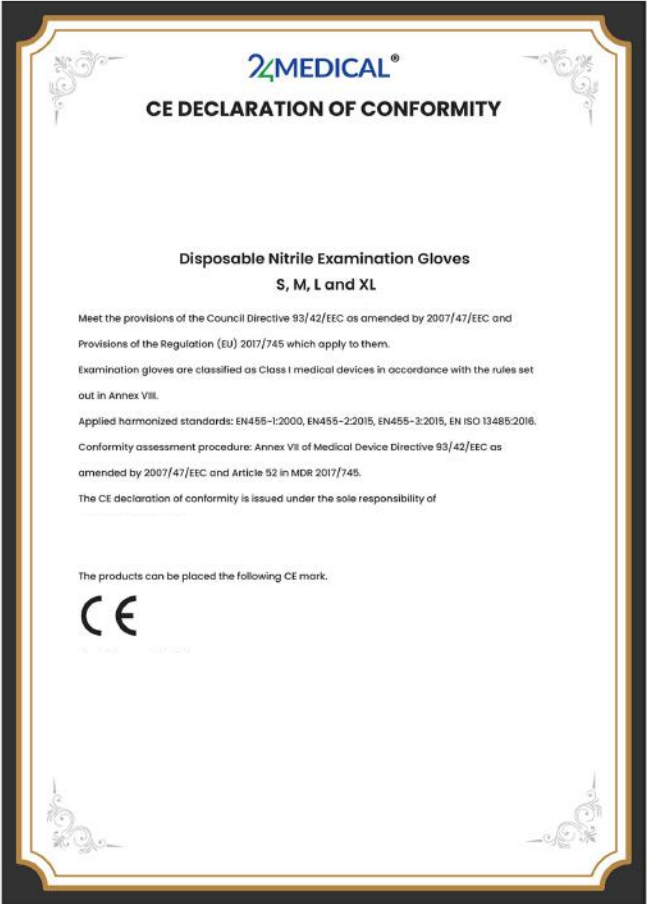 24MEDICAL®
CE DECLARATION OF CONFORMITY
Disposable Nitrile Examination Gloves
S, M, L and XL
Meet the provisions of the Council Directive 93/42/EEC as amended by 2007/47/EEC and
Provisions of the Regulation (EU) 2017/745 which apply to them.
Examination gloves are classified as Class I medical devices in accordance with the rules set
out in Annex VIII.
Applied harmonized standards: EN455-1:2000, EN455-2:2015, EN455-3:2015, EN ISO 13485:2016.
Conformity assessment procedure: Annex VII of Medical Device Directive 93/42/EEC as
amended by 2007/47/EEC and Article 52 in MDR 2017/745.
The CE declaration of conformity is issued under the sole responsibility of
The products can be placed the following CE mark.
CE